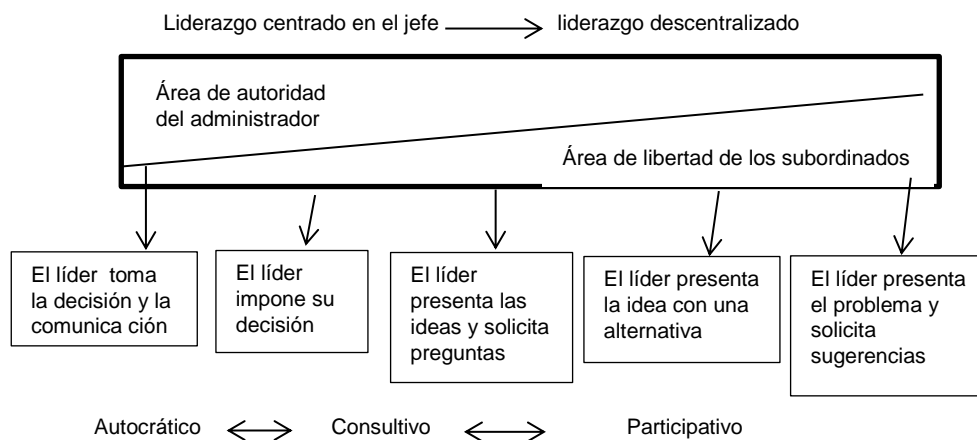 Liderazgo centrado en el jefe liderazgo descentralizado
Área de autoridad
del administrador
Área de libertad de los subordinados
El líder toma
la decisión y la
comunica ción
El líder
impone su
decisión
El líder
presenta las
ideas y solicita
preguntas
El líder presenta
la idea con una
alternativa
El líder presenta
el problema y
solicita
sugerencias
Autocrático Consultivo Participativo